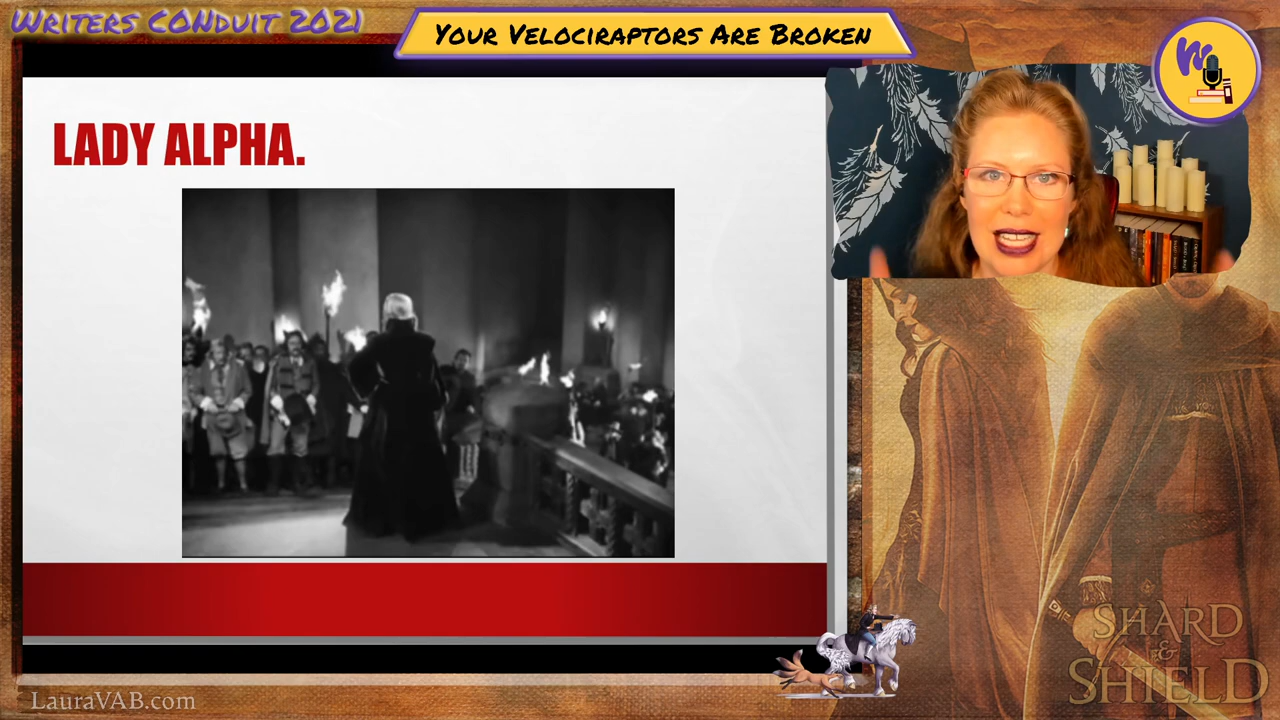 Writers CONduit 2021
Your Velociraptors Are Broken
W
LADY ALPHA.
SHARD
&
SHIELD
LauraVAB.com